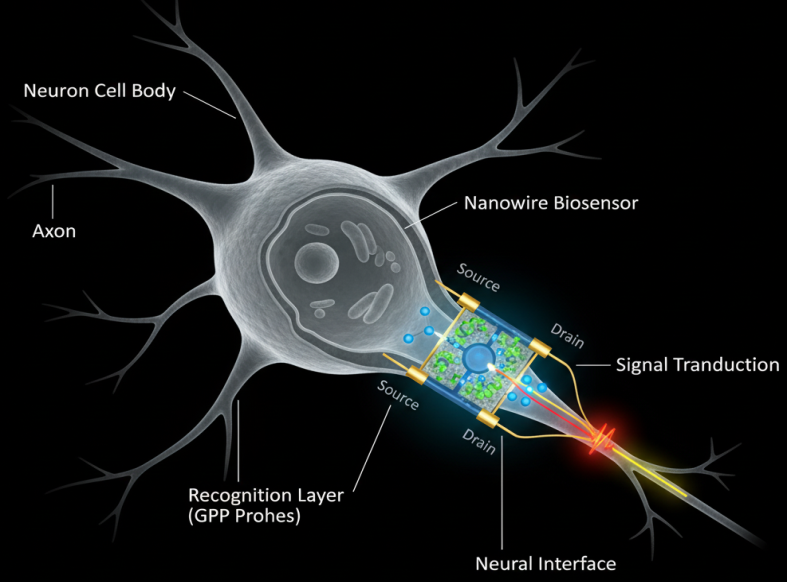 Neuron Cell Body
Nanowire Biosensor
Axon
Source
Drain
Signal Tranduction
Source
Drain
Recognition Layer
(GPP Prohes)
Neural Interface